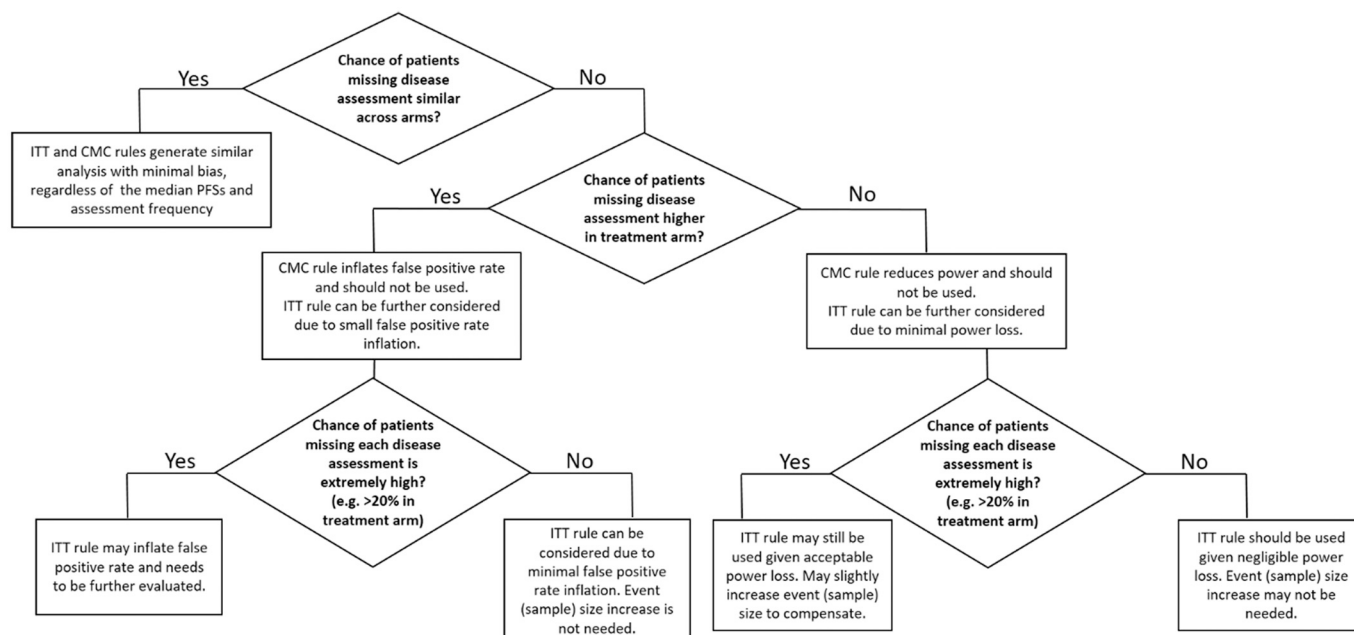 Chance of patients
missing disease
assessment similar
across arms?
Yes
No
ITT and CMC rules generate similar
analysis with minimal bias,
regardless of the median PFSs and
assessment frequency
Chance of patients
missing disease
assessment higher
in treatment arm?
Yes
No
CMC rule inflates false positive rate
and should not be used.
ITT rule can be further considered
due to small false positive rate
inflation.
CMC rule reduces power and should
not be used.
ITT rule can be further considered
due to minimal power loss.
Chance of patients
missing each disease
assessment is
extremely high?
(e.g. >20% in
treatment arm)
Yes
No
ITT rule may inflate false
positive rate and needs
to be further evaluated.
ITT rule can be
considered due to
minimal false positive
rate inflation. Event
(sample) size increase is
not needed.
Chance of patients
missing each disease
assessment is
extremely high?
(e.g. >20% in
treatment arm)
Yes
No
ITT rule may still be
used given acceptable
power loss. May slightly
increase event (sample)
size to compensate.
ITT rule should be used
given negligible power
loss. Event (sample) size
increase may not be
needed.